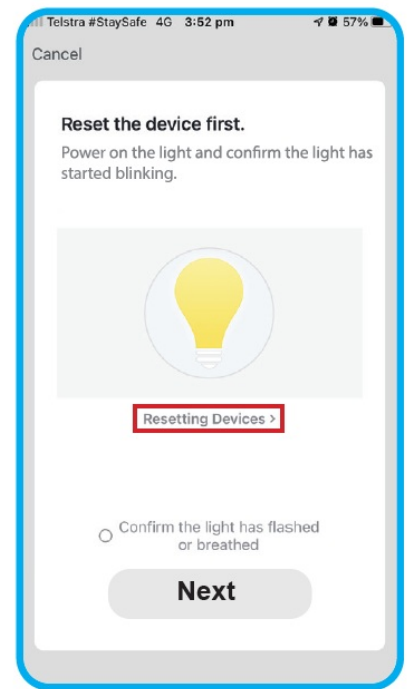 Telstra #StaySafe 4G 3:52 pm 57%
Cancel
Reset the device first.
Power on the light and confirm the light has
started blinking.
Resetting Devices >
Confirm the light has flashed
or breathed
Next